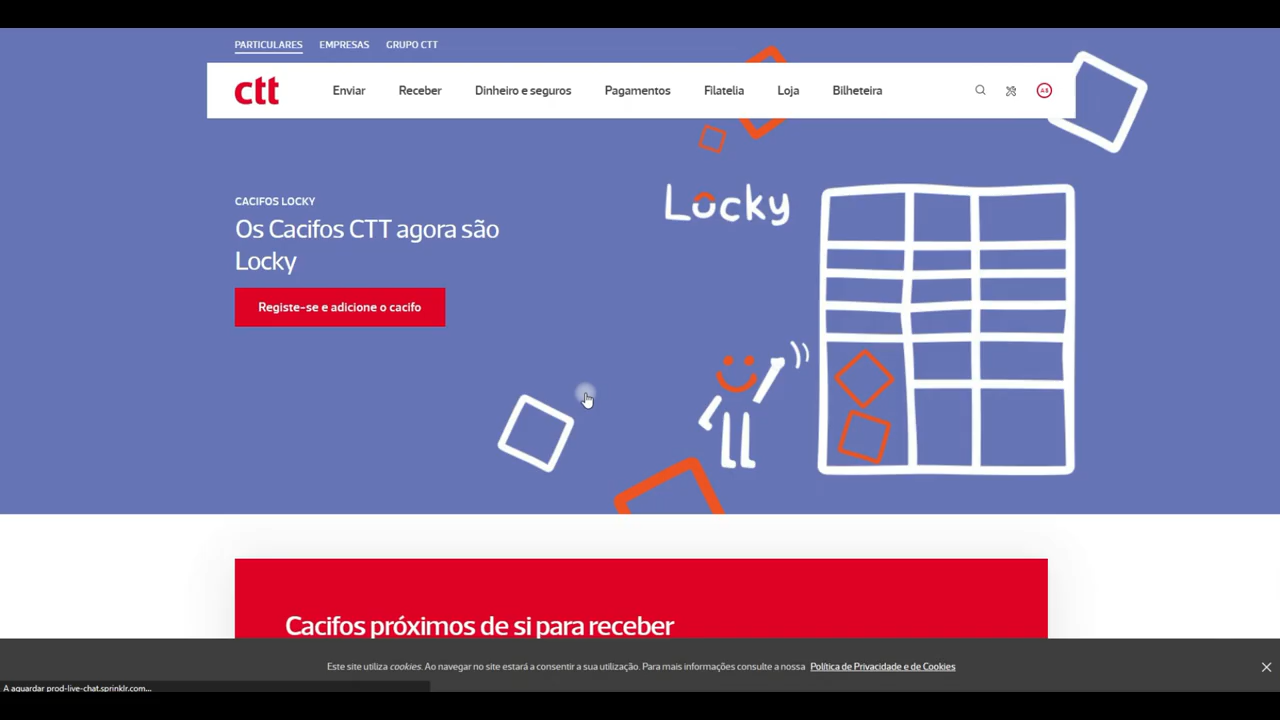 PARTICULARES EMPRESAS GRUPO CTT
ctt Enviar Receber Dinheiro e seguros Pagamentos Filatelia Loja Bilheteira
CACIFOS LOCKY
Os Cacifos CTT agora são
Locky
Registe-se e adicione o cacifo
Locky
Cacifos próximos de si para receber
Este site utiliza cookies. Ao navegar no site estará a consentir a sua utilização. Para mais informações consulte a nossa Política de Privacidade e de Cookies
A aguardar prod-live-chat.sprinklr.com...